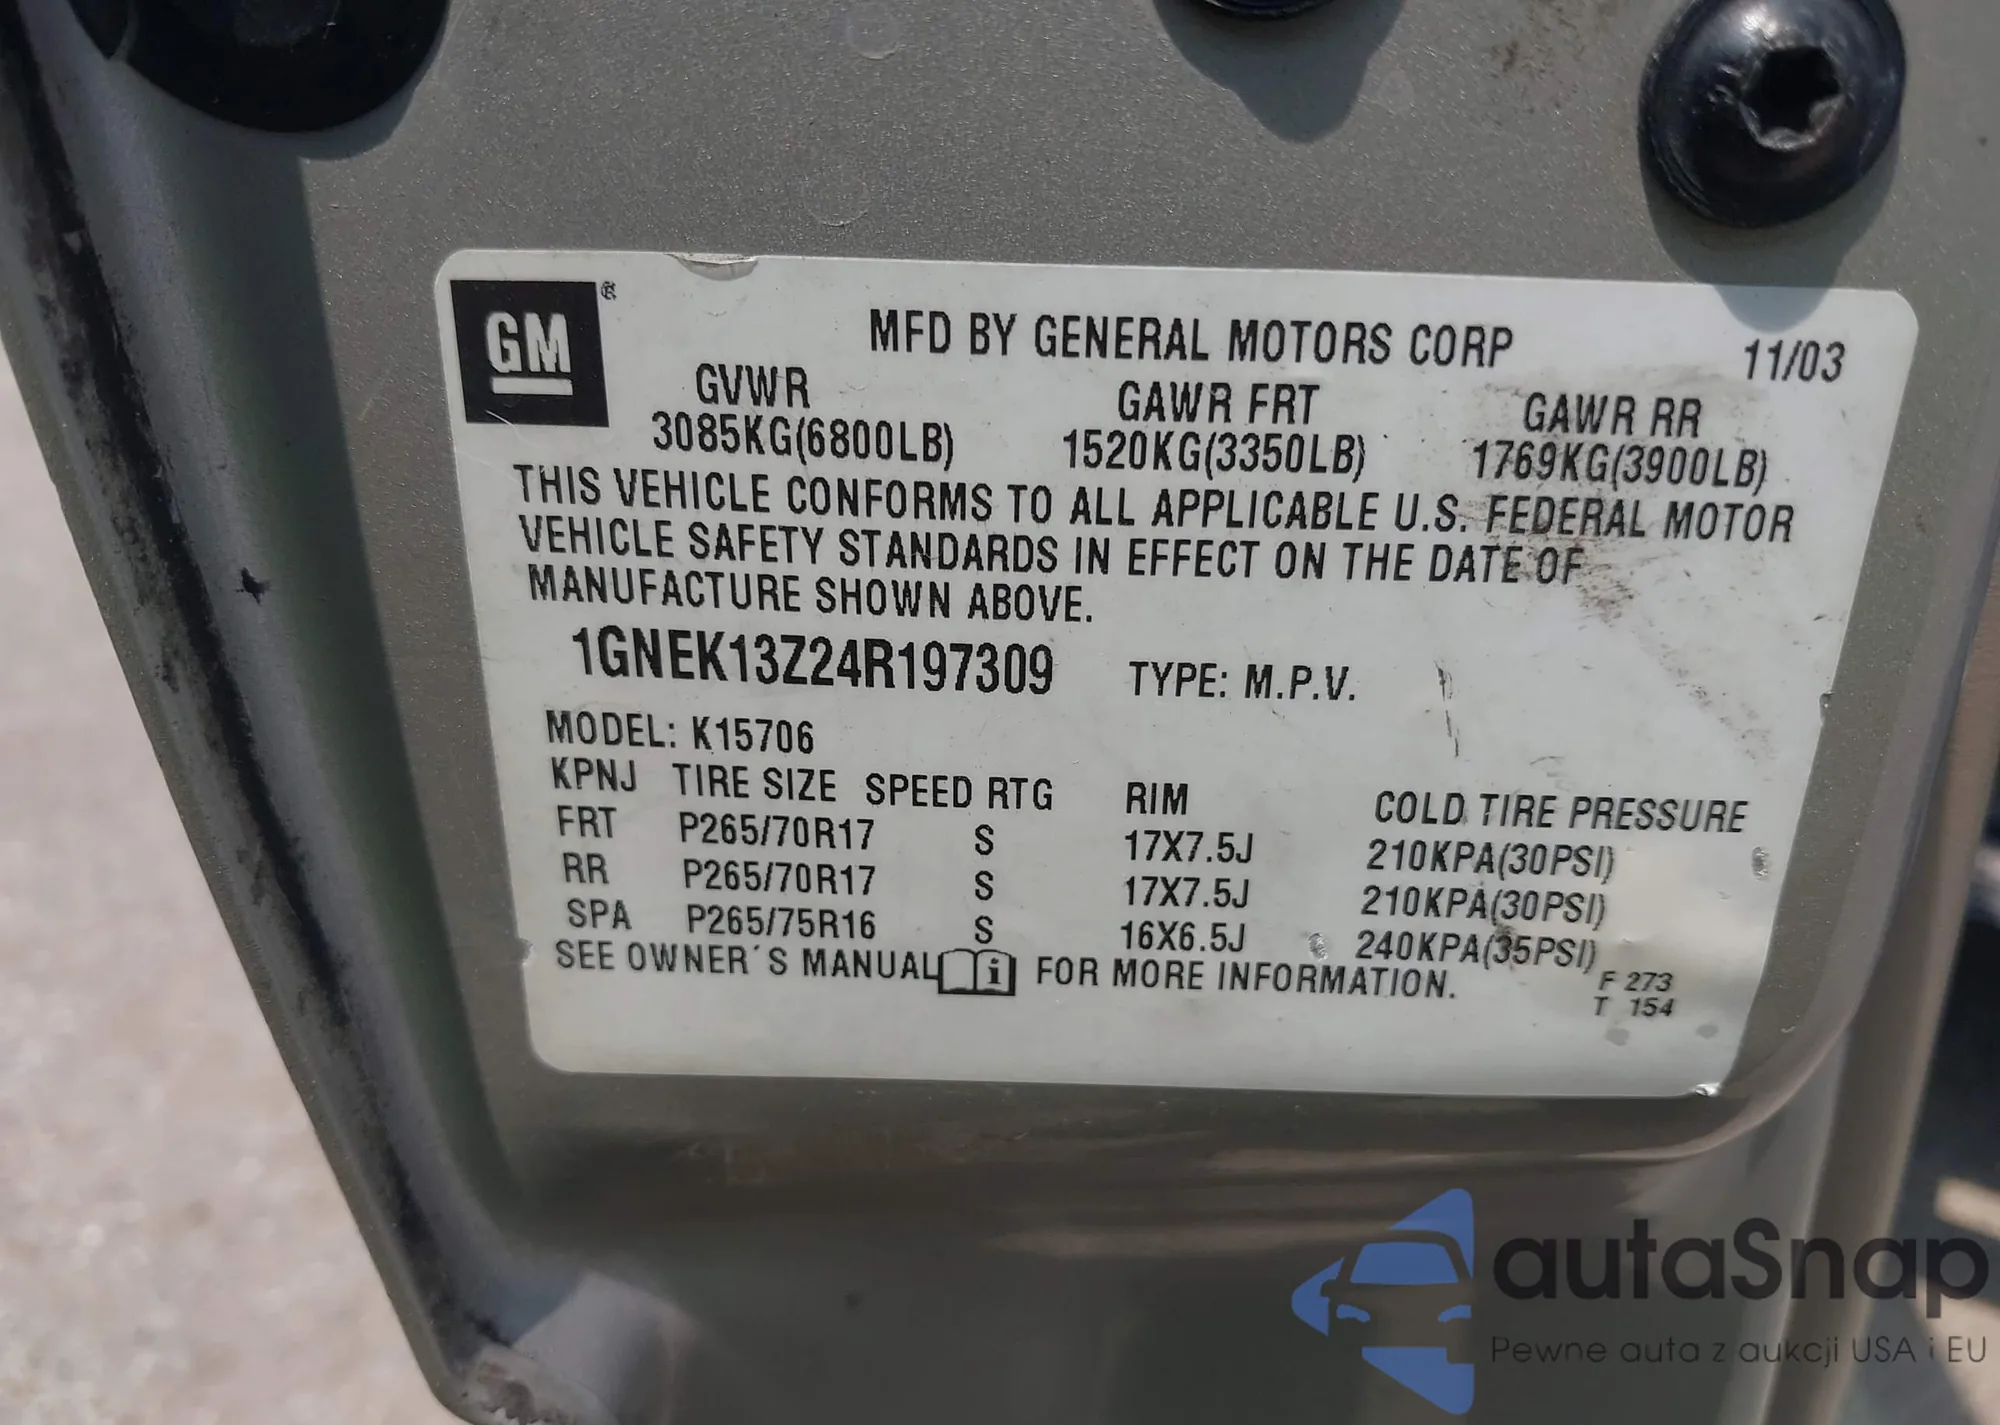 GM ®
MFD BY GENERAL MOTORS CORP 11/03
GVWR GAWR FRT GAWR RR
3085KG(6800LB) 1520KG(3350LB) 1769KG(3900LB)
THIS VEHICLE CONFORMS TO ALL APPLICABLE U.S. FEDERAL MOTOR
VEHICLE SAFETY STANDARDS IN EFFECT ON THE DATE OF
MANUFACTURE SHOWN ABOVE.
1GNEK13Z24R197309 TYPE: M.P.V.
MODEL: K15706
KPNJ TIRE SIZE SPEED RTG RIM COLD TIRE PRESSURE
FRT P265/70R17 S 17X7.5J 210KPA(30PSI)
RR P265/70R17 S 17X7.5J 210KPA(30PSI)
SPA P265/75R16 S 16X6.5J 240KPA(35PSI)
SEE OWNER´S MANUAL i FOR MORE INFORMATION.
F 273
T 154
autaSnap
Pewne auta z aukcji USA i EU